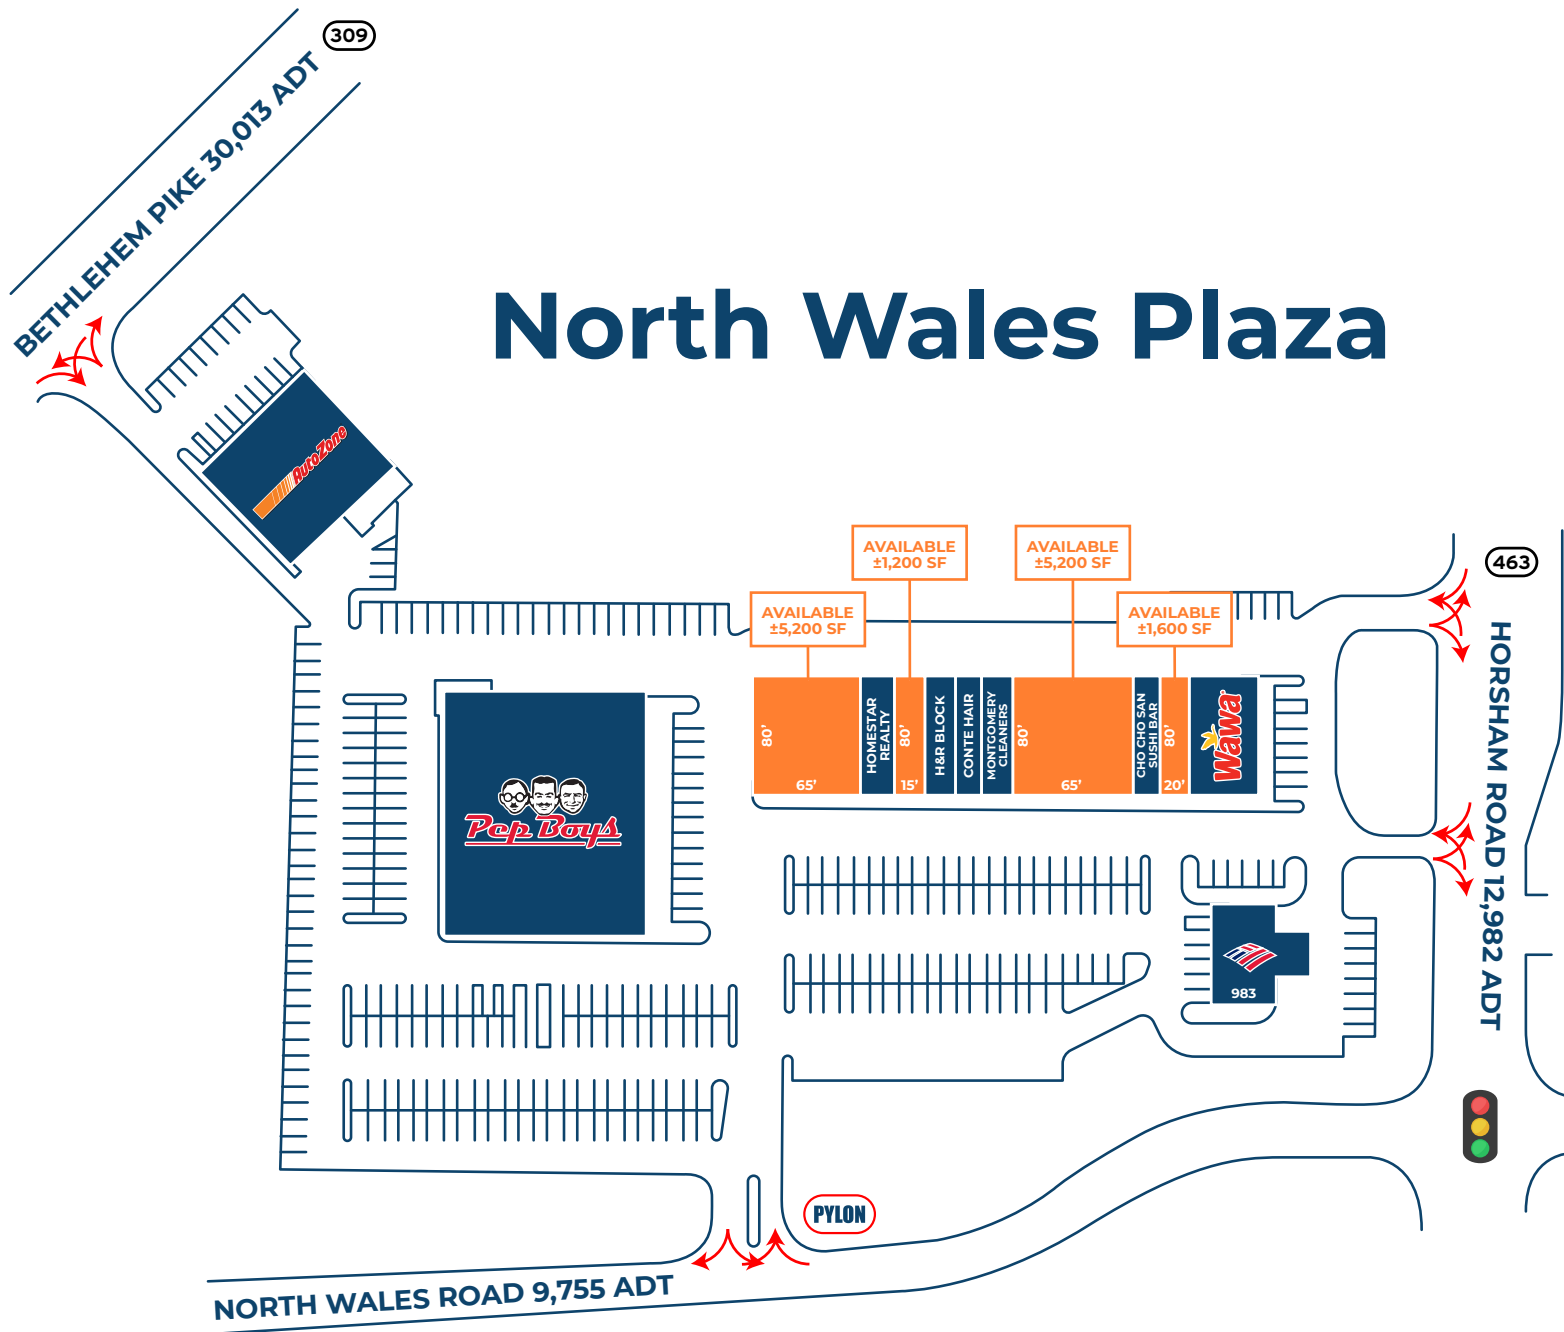 309
BETHLEHEM PIKE 30,013 ADT
North Wales Plaza
AutoZone
AVAILABLE
±1,200 SF
AVAILABLE
±5,200 SF
463
AVAILABLE
±5,200 SF
AVAILABLE
±1,600 SF
HORSHAM ROAD 12,982 ADT
80'
65'
HOMESTAR
REALTY
80'
15'
H&R BLOCK
CONTE HAIR
MONTGOMERY
CLEANERS
80'
65'
CHO CHO SAN
SUSHI BAR
80'
20'
Wawa
Pep Boys
983
PYLON
NORTH WALES ROAD 9,755 ADT